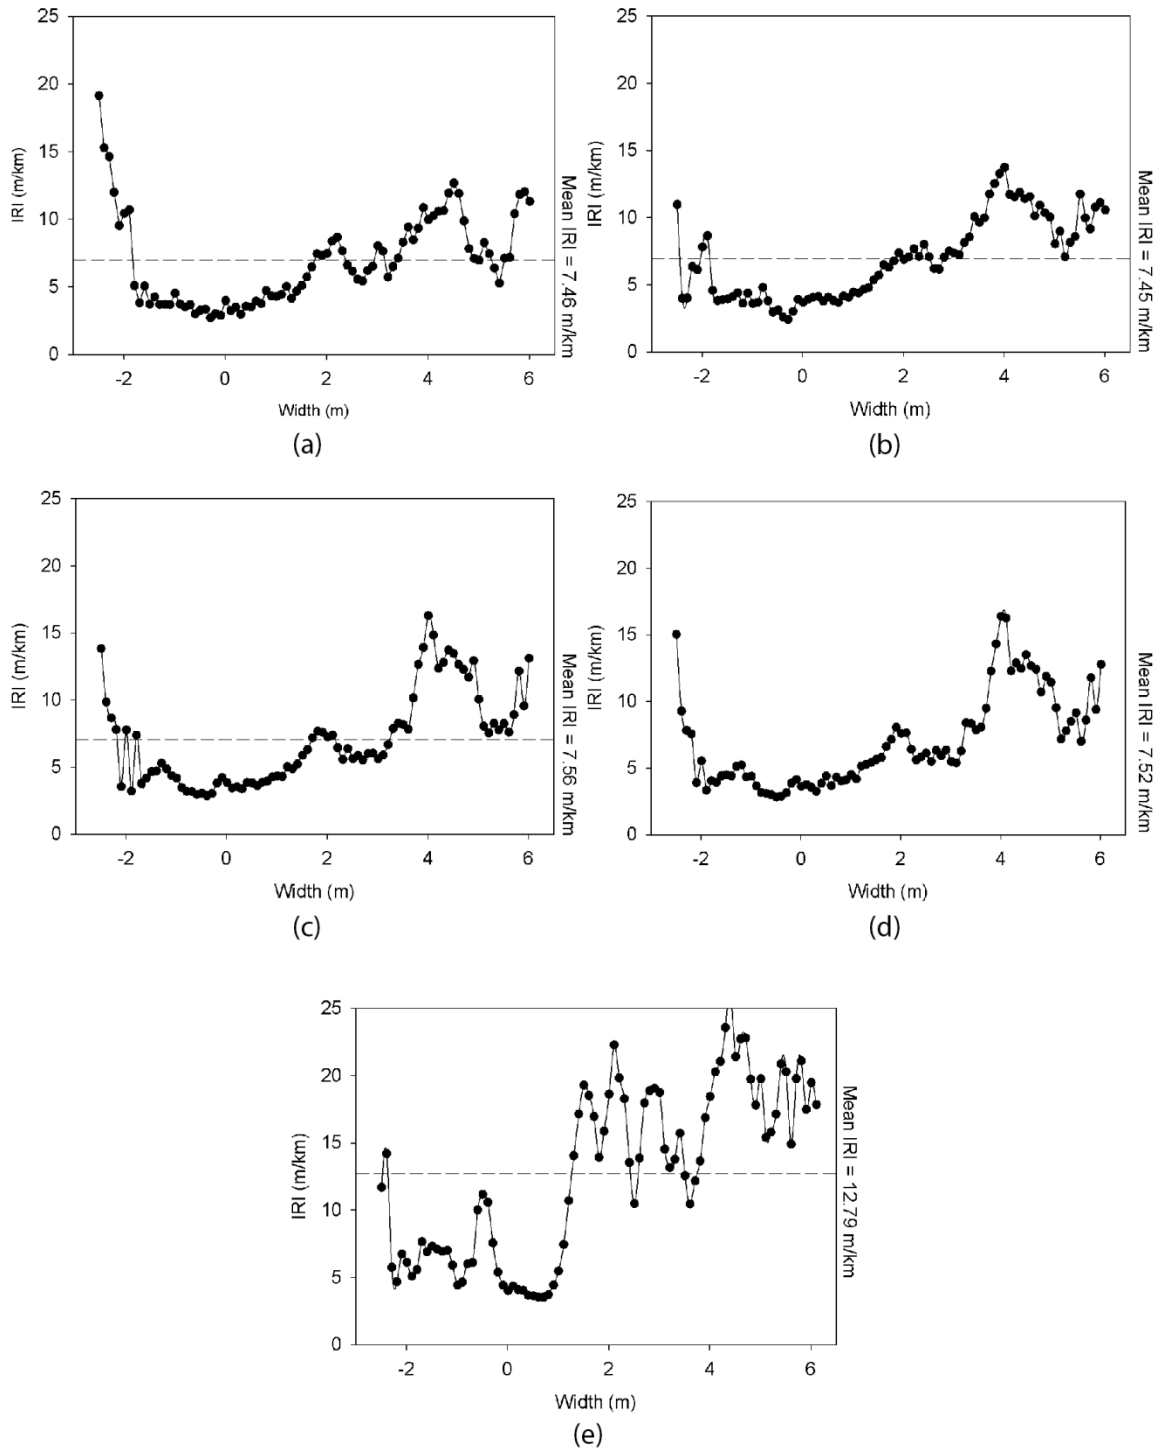 25
20
15
10
5
0
IRI (m/km)
-2 0 2 4 6
Width (m)
Mean IRI = 7.46 m/km
(a)
25
20
15
10
5
0
IRI (m/km)
-2 0 2 4 6
Width (m)
Mean IRI = 7.45 m/km
(b)
25
20
15
10
5
0
IRI (m/km)
-2 0 2 4 6
Width (m)
Mean IRI = 7.56 m/km
(c)
25
20
15
10
5
0
IRI (m/km)
-2 0 2 4 6
Width (m)
Mean IRI = 7.52 m/km
(d)
25
20
15
10
5
0
IRI (m/km)
-2 0 2 4 6
Width (m)
Mean IRI = 12.79 m/km
(e)